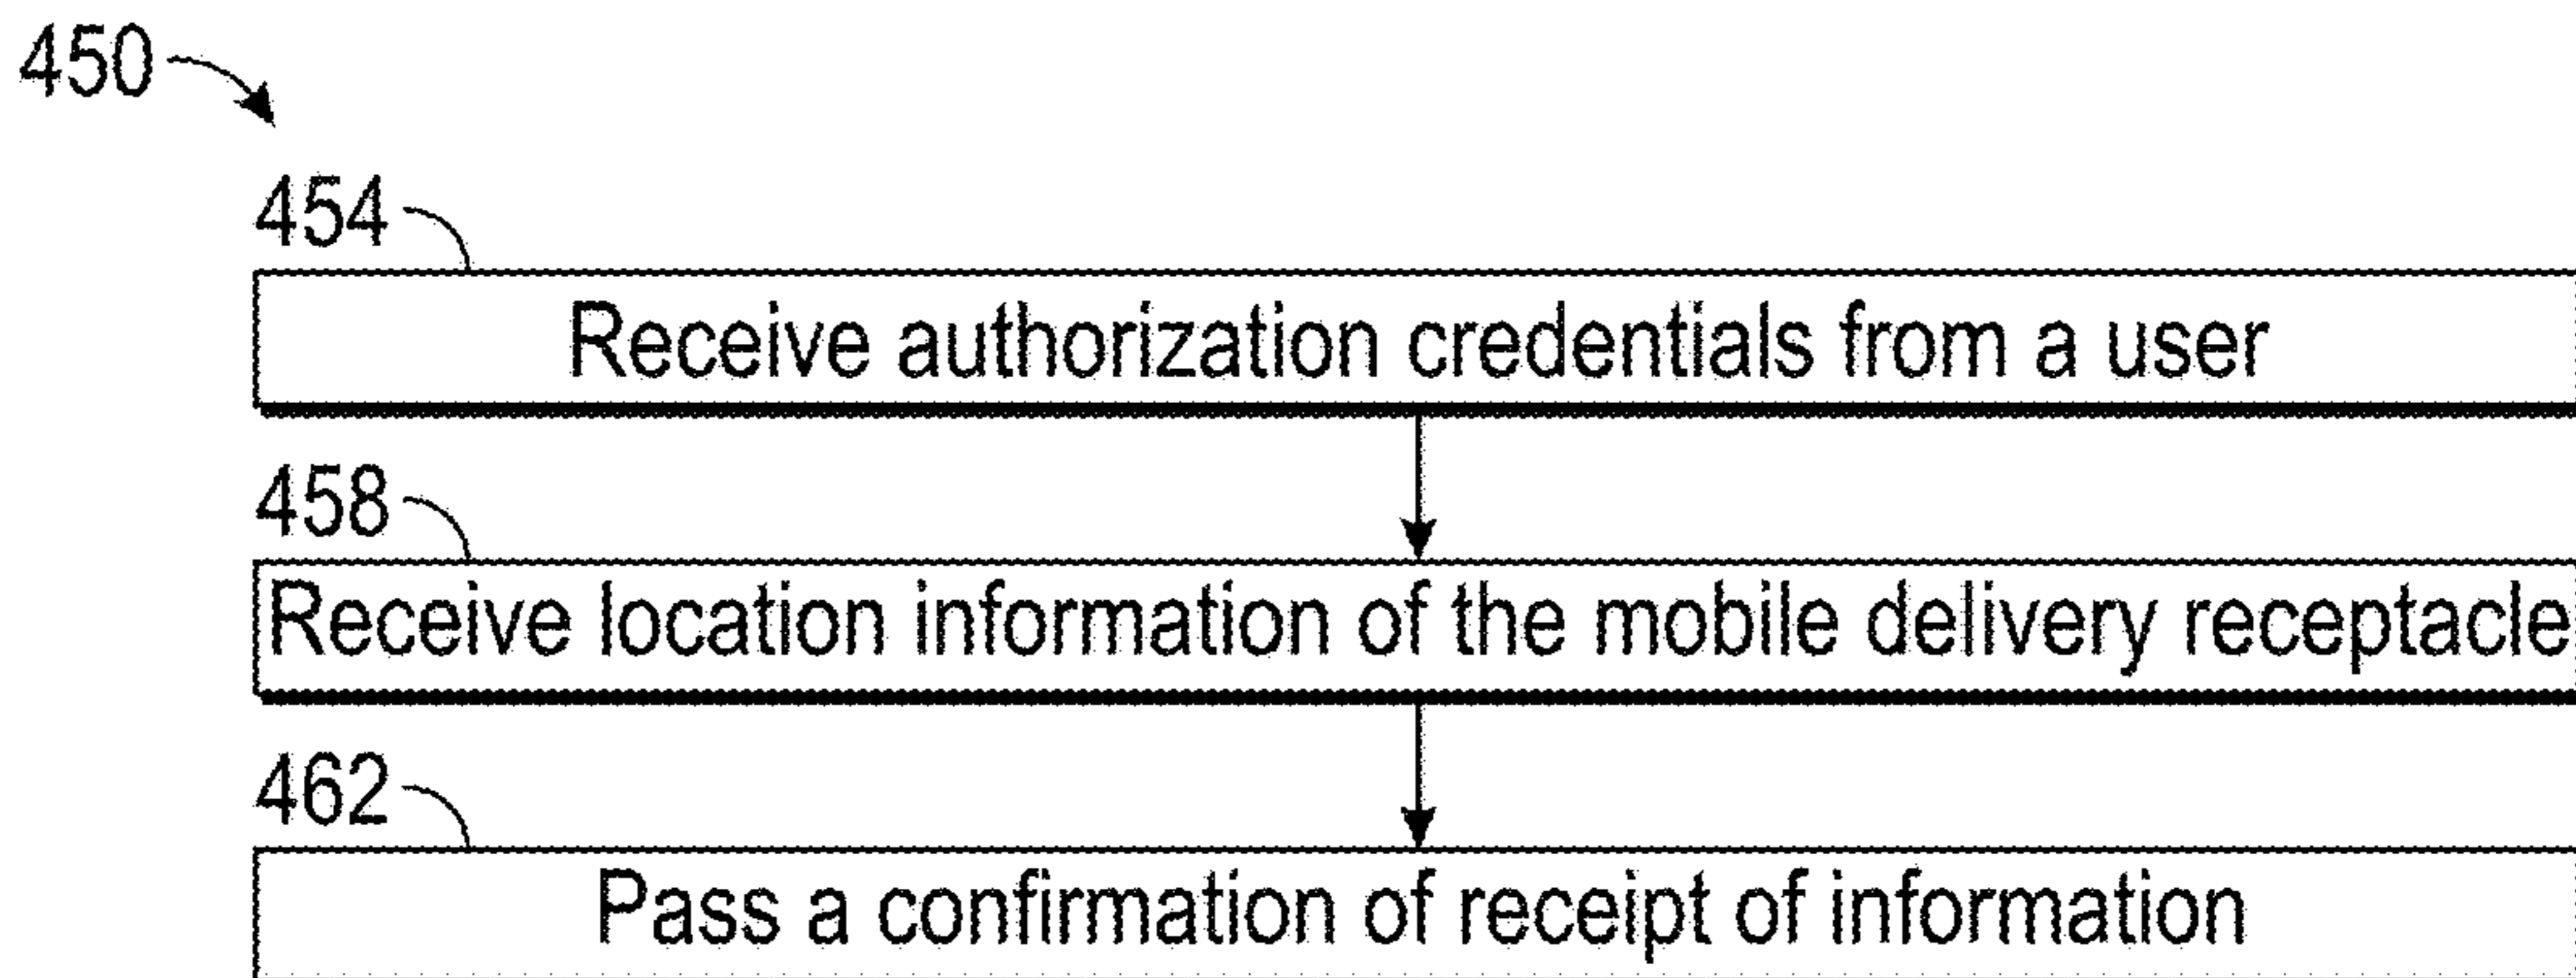 450
454
Receive authorization credentials from a user
458
Receive location information of the mobile delivery receptacle
462
Pass a confirmation of receipt of information